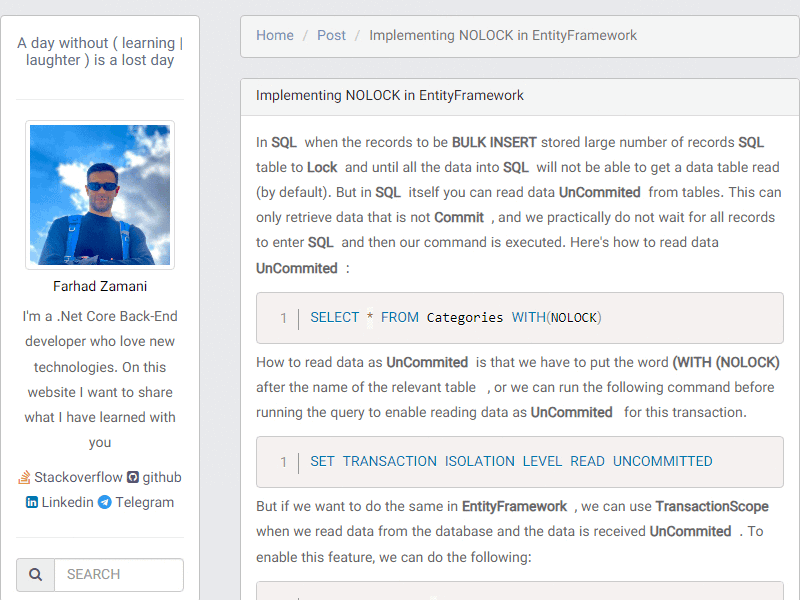 A day without ( learning |
laughter ) is a lost day
Farhad Zamani
I'm a .Net Core Back-End
developer who love new
technologies. On this
website I want to share
what I have learned with
you
Stackoverflow github
Linkedin Telegram
SEARCH
Home / Post / Implementing NOLOCK in EntityFramework
Implementing NOLOCK in EntityFramework
In SQL when the records to be BULK INSERT stored large number of records SQL
table to Lock and until all the data into SQL will not be able to get a data table read
(by default). But in SQL itself you can read data UnCommited from tables. This can
only retrieve data that is not Commit , and we practically do not wait for all records
to enter SQL and then our command is executed. Here's how to read data
UnCommited :
1 SELECT * FROM Categories WITH(NOLOCK)
How to read data as UnCommited is that we have to put the word (WITH (NOLOCK)
after the name of the relevant table , or we can run the following command before
running the query to enable reading data as UnCommited for this transaction.
1 SET TRANSACTION ISOLATION LEVEL READ UNCOMMITTED
But if we want to do the same in EntityFramework , we can use TransactionScope
when we read data from the database and the data is received UnCommited . To
enable this feature, we can do the following: